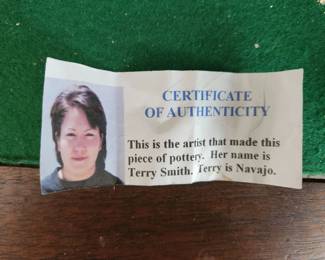 CERTIFICATE
OF AUTHENTICITY
This is the artist that made this
piece of pottery. Her name is
Terry Smith. Terry is Navajo.